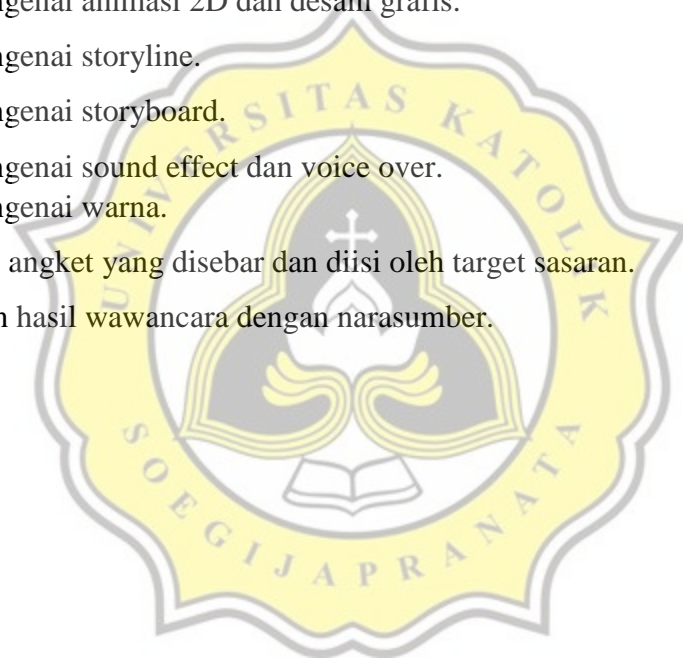 ngenai animasi 2D dan desain grafis.
ngenai storyline.
ngenai storyboard.
ngenai sound effect dan voice over.
ngenai warna.
angket yang disebar dan diisi oleh target sasaran.
hasil wawancara dengan narasumber.
UNIVERSITAS KATOLIK
SOEGIJAPRANATA